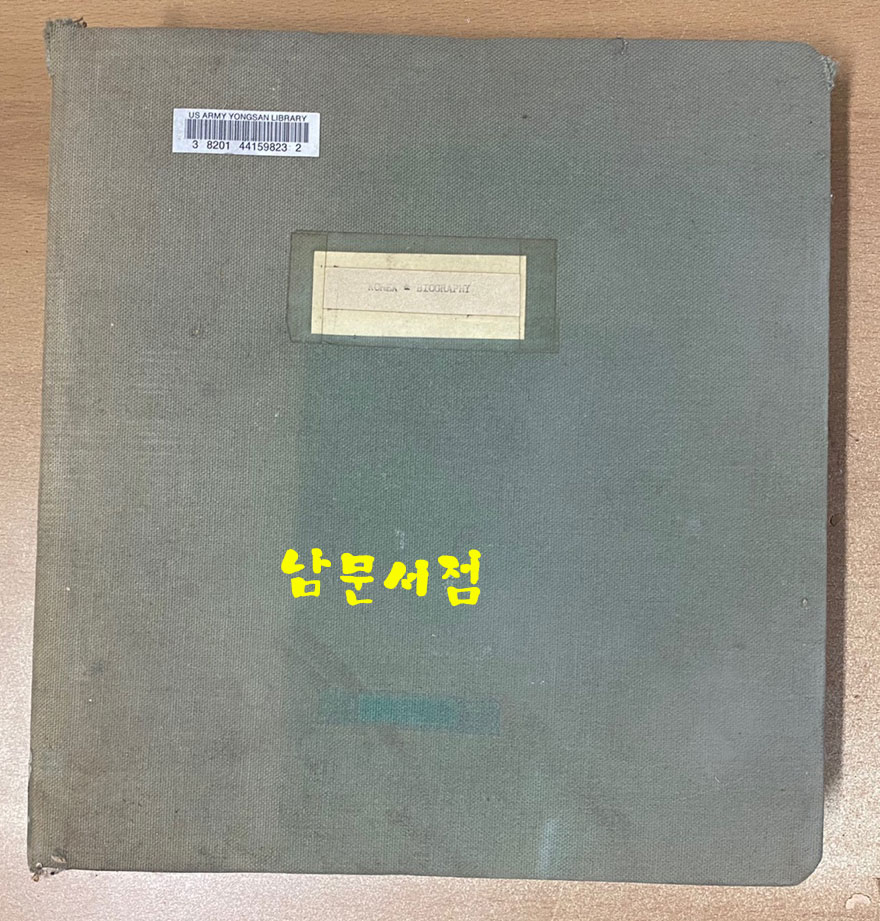 US ARMY YONGSAN LIBRARY
3 8201 44159823 2
KOREA - BIOGRAPHY
남문서점